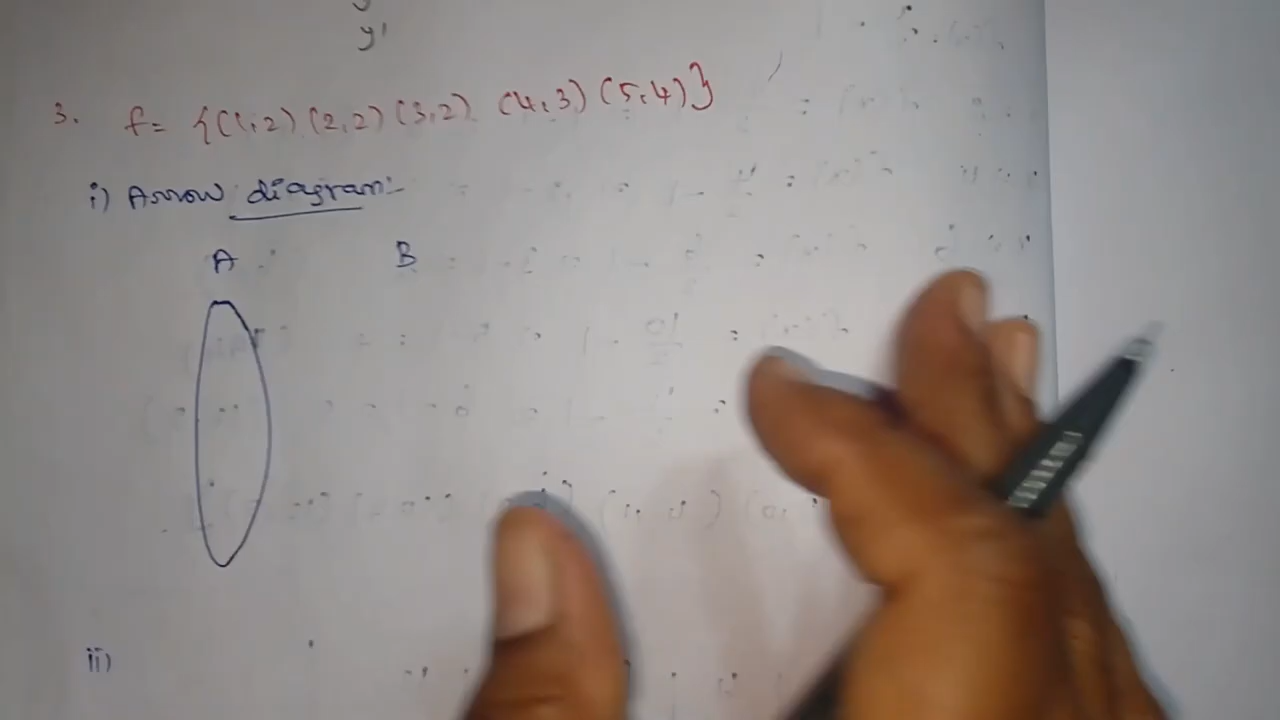 y'
3. f= {(1,2) (2,2) (3,2) (4,3) (5,4)}
i) Arrow diagram:-
A B
ii)